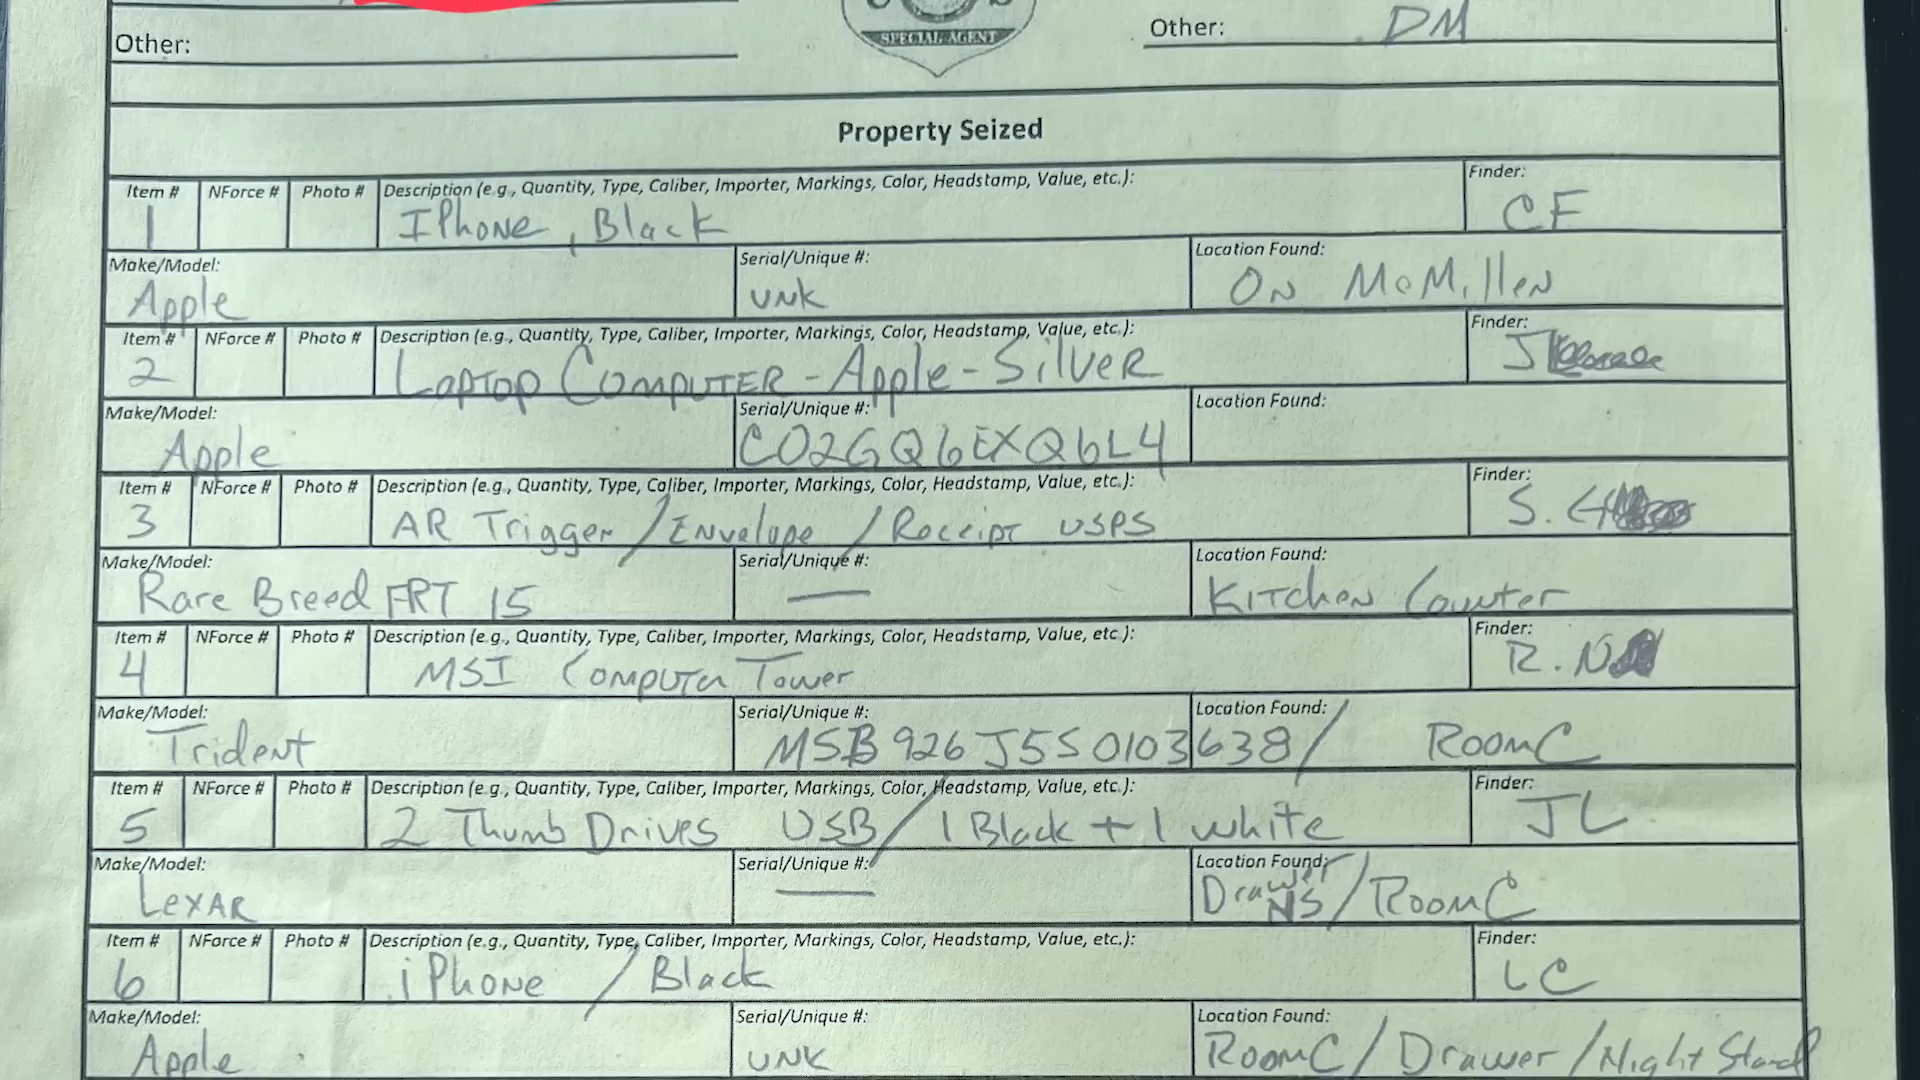 Other:
SPECIAL AGENT
Other: DM
Property Seized
Item # NForce # Photo # Description (e.g., Quantity, Type, Caliber, Importer, Markings, Color, Headstamp, Value, etc.): Finder:
1 IPhone, Black CF
Make/Model: Serial/Unique #: Location Found:
Apple UNK ON McMillen
Item # NForce # Photo # Description (e.g., Quantity, Type, Caliber, Importer, Markings, Color, Headstamp, Value, etc.): Finder:
2 Laptop Computer - Apple - Silver J
Make/Model: Serial/Unique #: Location Found:
Apple C02GQ6EXQ6L4
Item # NForce # Photo # Description (e.g., Quantity, Type, Caliber, Importer, Markings, Color, Headstamp, Value, etc.): Finder:
3 AR Trigger / Envelope / Receipt USPS S.
Make/Model: Serial/Unique #: Location Found:
Rare Breed FRT 15 — Kitchen Counter
Item # NForce # Photo # Description (e.g., Quantity, Type, Caliber, Importer, Markings, Color, Headstamp, Value, etc.): Finder:
4 MSI Computer Tower R. N
Make/Model: Serial/Unique #: Location Found:
Trident MSB926J5S0103638 / Room C
Item # NForce # Photo # Description (e.g., Quantity, Type, Caliber, Importer, Markings, Color, Headstamp, Value, etc.): Finder:
5 2 Thumb Drives USB / 1 Black + 1 white JL
Make/Model: Serial/Unique #: Location Found:
Lexar — Drawer NS / Room C
Item # NForce # Photo # Description (e.g., Quantity, Type, Caliber, Importer, Markings, Color, Headstamp, Value, etc.): Finder:
6 iPhone / Black LC
Make/Model: Serial/Unique #: Location Found:
Apple UNK Room C / Drawer / Night Stand